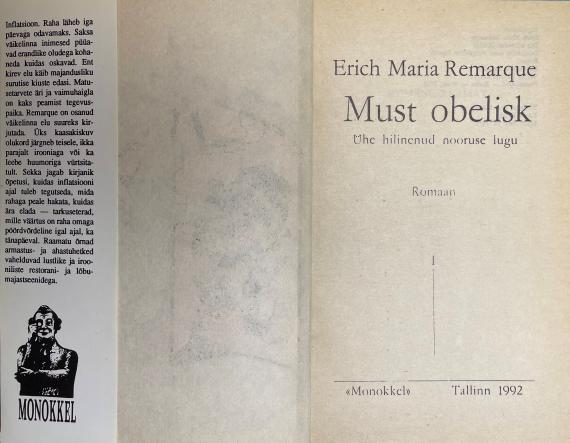 Inflatsioon. Raha läheb iga
päevaga odavamaks. Saksa
väikelinna inimesed püüa-
vad erandlike oludega koha-
neda kuidas oskavad. Ent
kirev elu käib majandusliku
surutise kiuste edasi. Matu-
setarvete äri ja vaimuhaigla
on kaks peamist tegevus-
paika. Remarque on osanud
väikelinna elu suureks kir-
jutada. Üks kaasakiskuv
olukord järgneb teisele, ikka
parajalt irooniaga või ka
leebe huumoriga vürtsita-
tult. Sekka jagab kirjanik
õpetusi, kuidas inflatsiooni
ajal tuleb tegutseda, mida
rahaga peale hakata, kuidas
ära elada — tarkuseterad,
mille väärtus on raha omaga
pöördvõrdeline igal ajal, ka
tänapäeval. Raamatu õrnad
armastus- ja ahastushetked
vahelduvad lustlike ja iroo-
niliste restorani- ja lõbu-
majastseenidega.
MONOKKEL
Erich Maria Remarque
Must obelisk
Ühe hilinenud nooruse lugu
Romaan
«Monokkel» Tallinn 1992